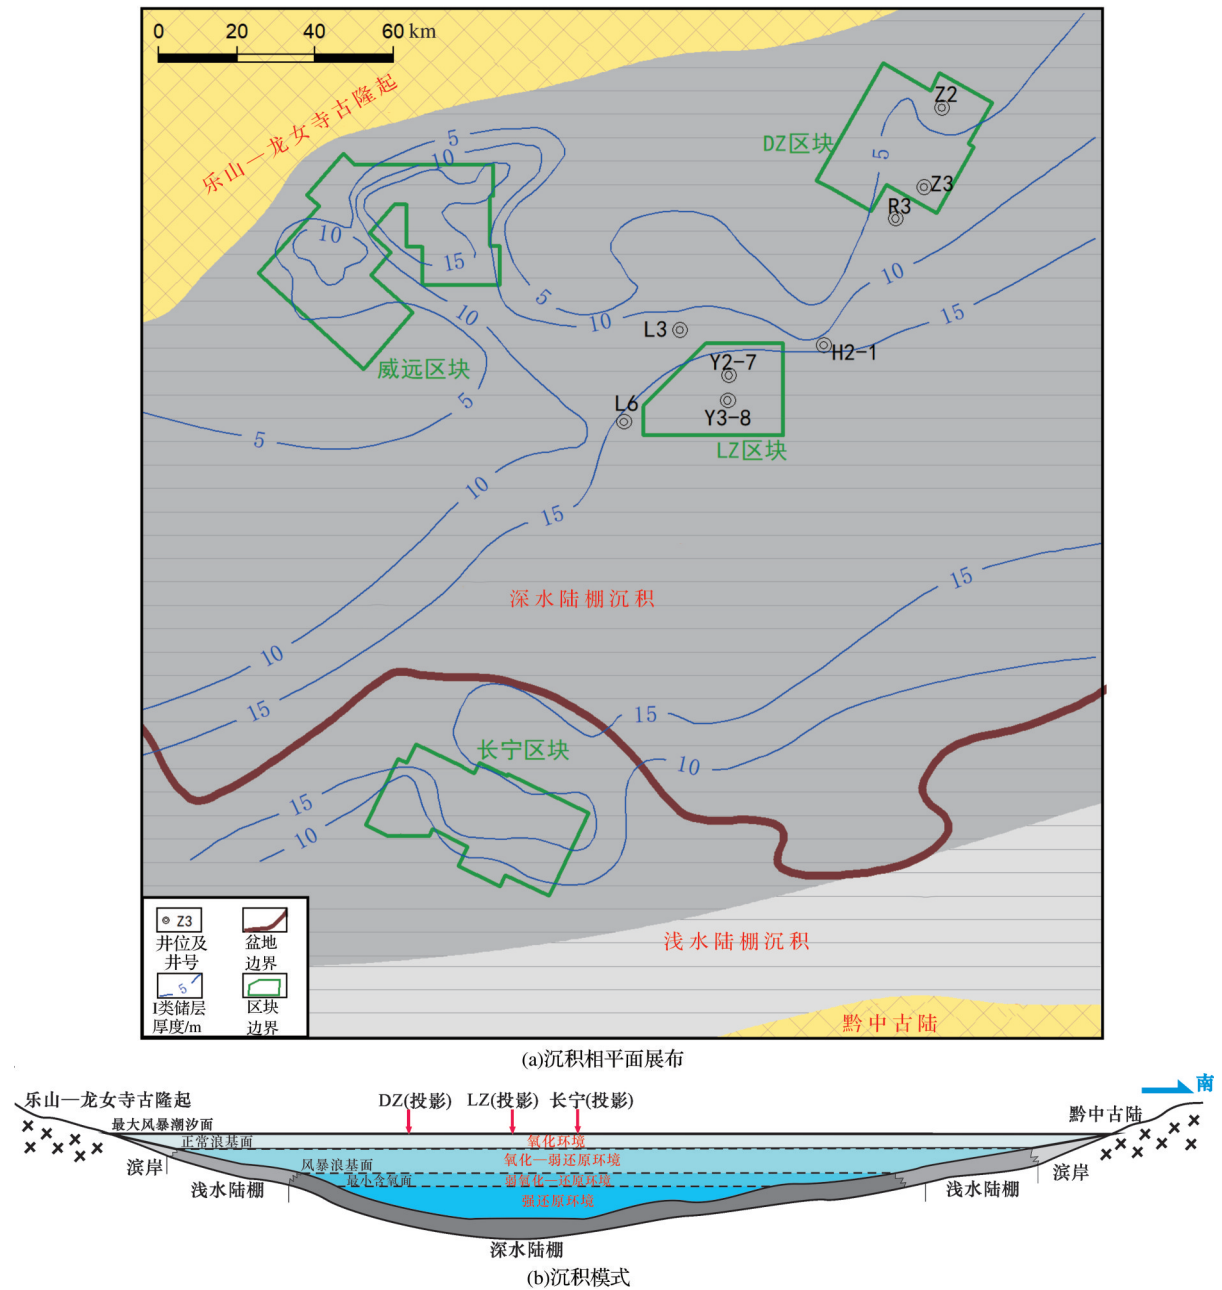 0 20 40 60 km
乐山—龙女寺古隆起
Z2
DZ区块
5
5
10
Z3
R3
10
15
10
5
10
10
15
L3
H2-1
威远区块
Y2-7
5
L6
Y3-8
5
LZ区块
10
15
15
深水陆棚沉积
10
15
15
长宁区块
10
15
10
浅水陆棚沉积
Z3
井位及
井号
盆地
边界
5
I类储层
厚度/m
区块
边界
黔中古陆
(a)沉积相平面展布
南
乐山—龙女寺古隆起
DZ(投影) LZ(投影) 长宁(投影)
黔中古陆
最大风暴潮汐面
正常浪基面
氧化环境
氧化—弱还原环境
滨岸
风暴浪基面
滨岸
最小含氧面
弱氧化—还原环境
浅水陆棚
浅水陆棚
强还原环境
深水陆棚
(b)沉积模式